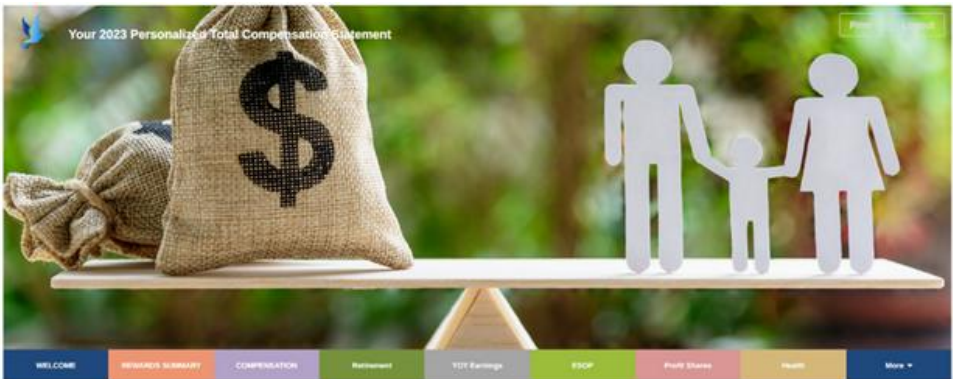 Your 2023 Personalized Total Compensation Statement
Print Logout
$
WELCOME REWARDS SUMMARY COMPENSATION Retirement YOY Earnings ESOP Profit Shares Health More